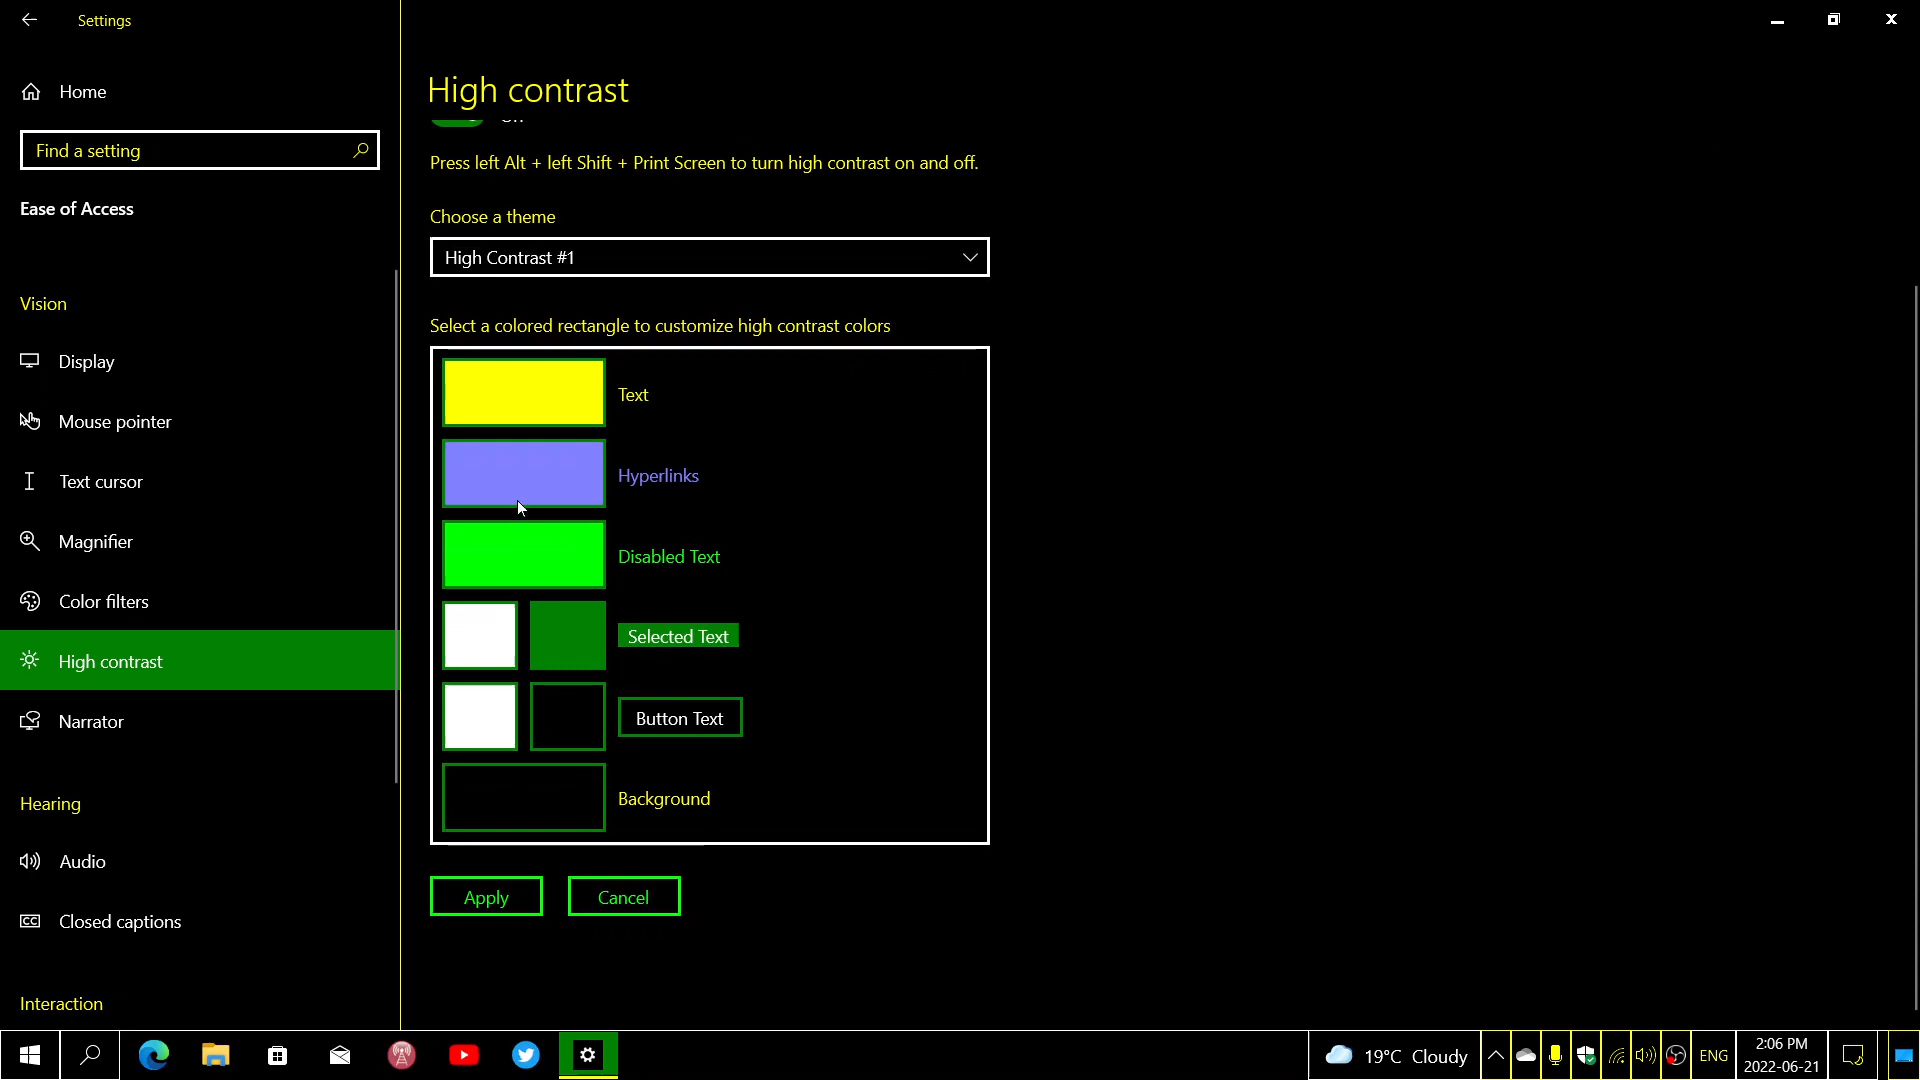 Settings
Home
Find a setting
Ease of Access
Vision
Display
Mouse pointer
Text cursor
Magnifier
Color filters
High contrast
Narrator
Hearing
Audio
CC Closed captions
Interaction
High contrast
Press left Alt + left Shift + Print Screen to turn high contrast on and off.
Choose a theme
High Contrast #1
Select a colored rectangle to customize high contrast colors
Text
Hyperlinks
Disabled Text
Selected Text
Button Text
Background
Apply Cancel
19°C Cloudy
ENG
2:06 PM
2022-06-21